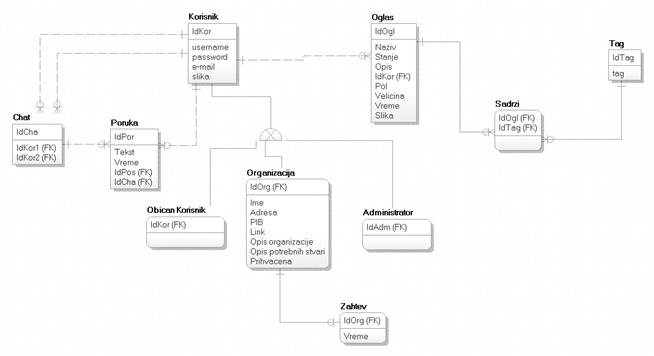 Korisnik
IdKor
username
password
e-mail
slika
Oglas
IdOgl
Naziv
Stanje
Opis
IdKor (FK)
Pol
Velicina
Vreme
Slika
Tag
IdTag
tag
Sadrzi
IdOgl (FK)
IdTag (FK)
Chat
IdCha
IdKor1 (FK)
IdKor2 (FK)
Poruka
IdPor
Tekst
Vreme
IdPos (FK)
IdCha (FK)
Obican Korisnik
IdKor (FK)
Organizacija
IdOrg (FK)
Ime
Adresa
PIB
Link
Opis organizacije
Opis potrebnih stvari
Prihvacena
Administrator
IdAdm (FK)
Zahtev
IdOrg (FK)
Vreme